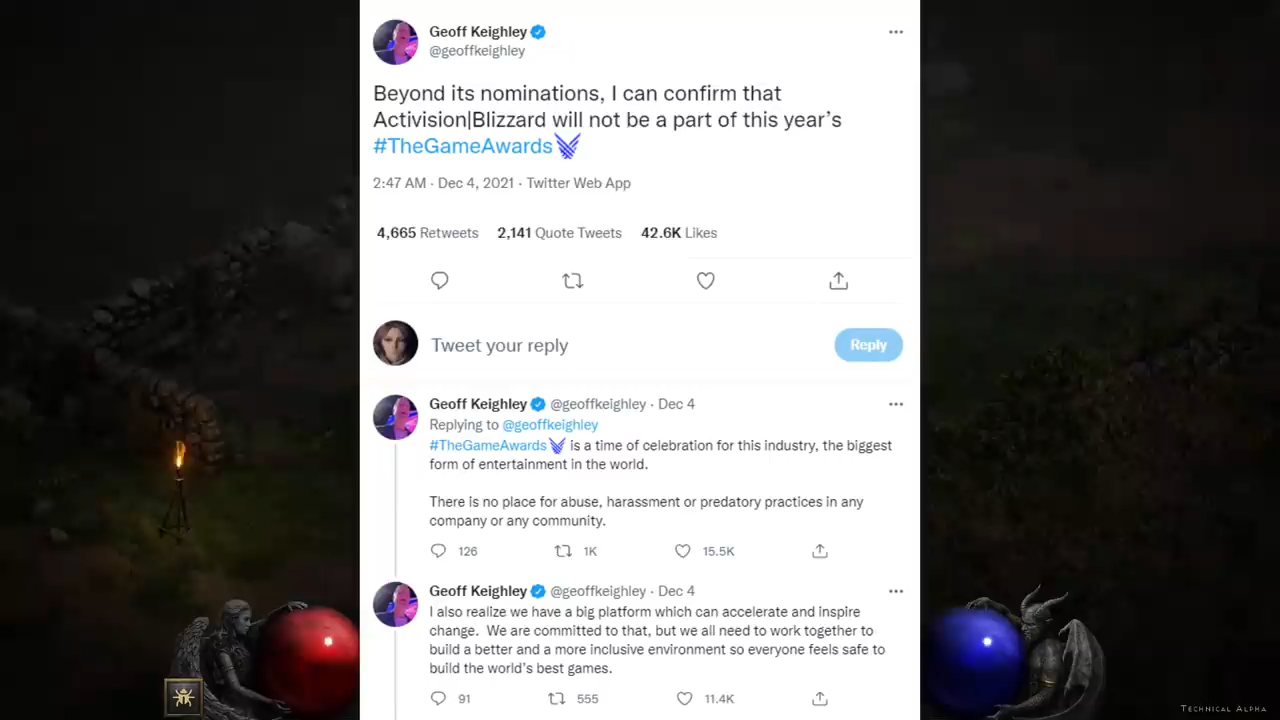 Geoff Keighley
@geoffkeighley
Beyond its nominations, I can confirm that
Activision|Blizzard will not be a part of this year’s
#TheGameAwards
2:47 AM · Dec 4, 2021 · Twitter Web App
4,665 Retweets 2,141 Quote Tweets 42.6K Likes
Tweet your reply
Reply
Geoff Keighley @geoffkeighley · Dec 4
Replying to @geoffkeighley
#TheGameAwards is a time of celebration for this industry, the biggest
form of entertainment in the world.
There is no place for abuse, harassment or predatory practices in any
company or any community.
126 1K 15.5K
Geoff Keighley @geoffkeighley · Dec 4
I also realize we have a big platform which can accelerate and inspire
change. We are committed to that, but we all need to work together to
build a better and a more inclusive environment so everyone feels safe to
build the world’s best games.
91 555 11.4K
Technical Alpha